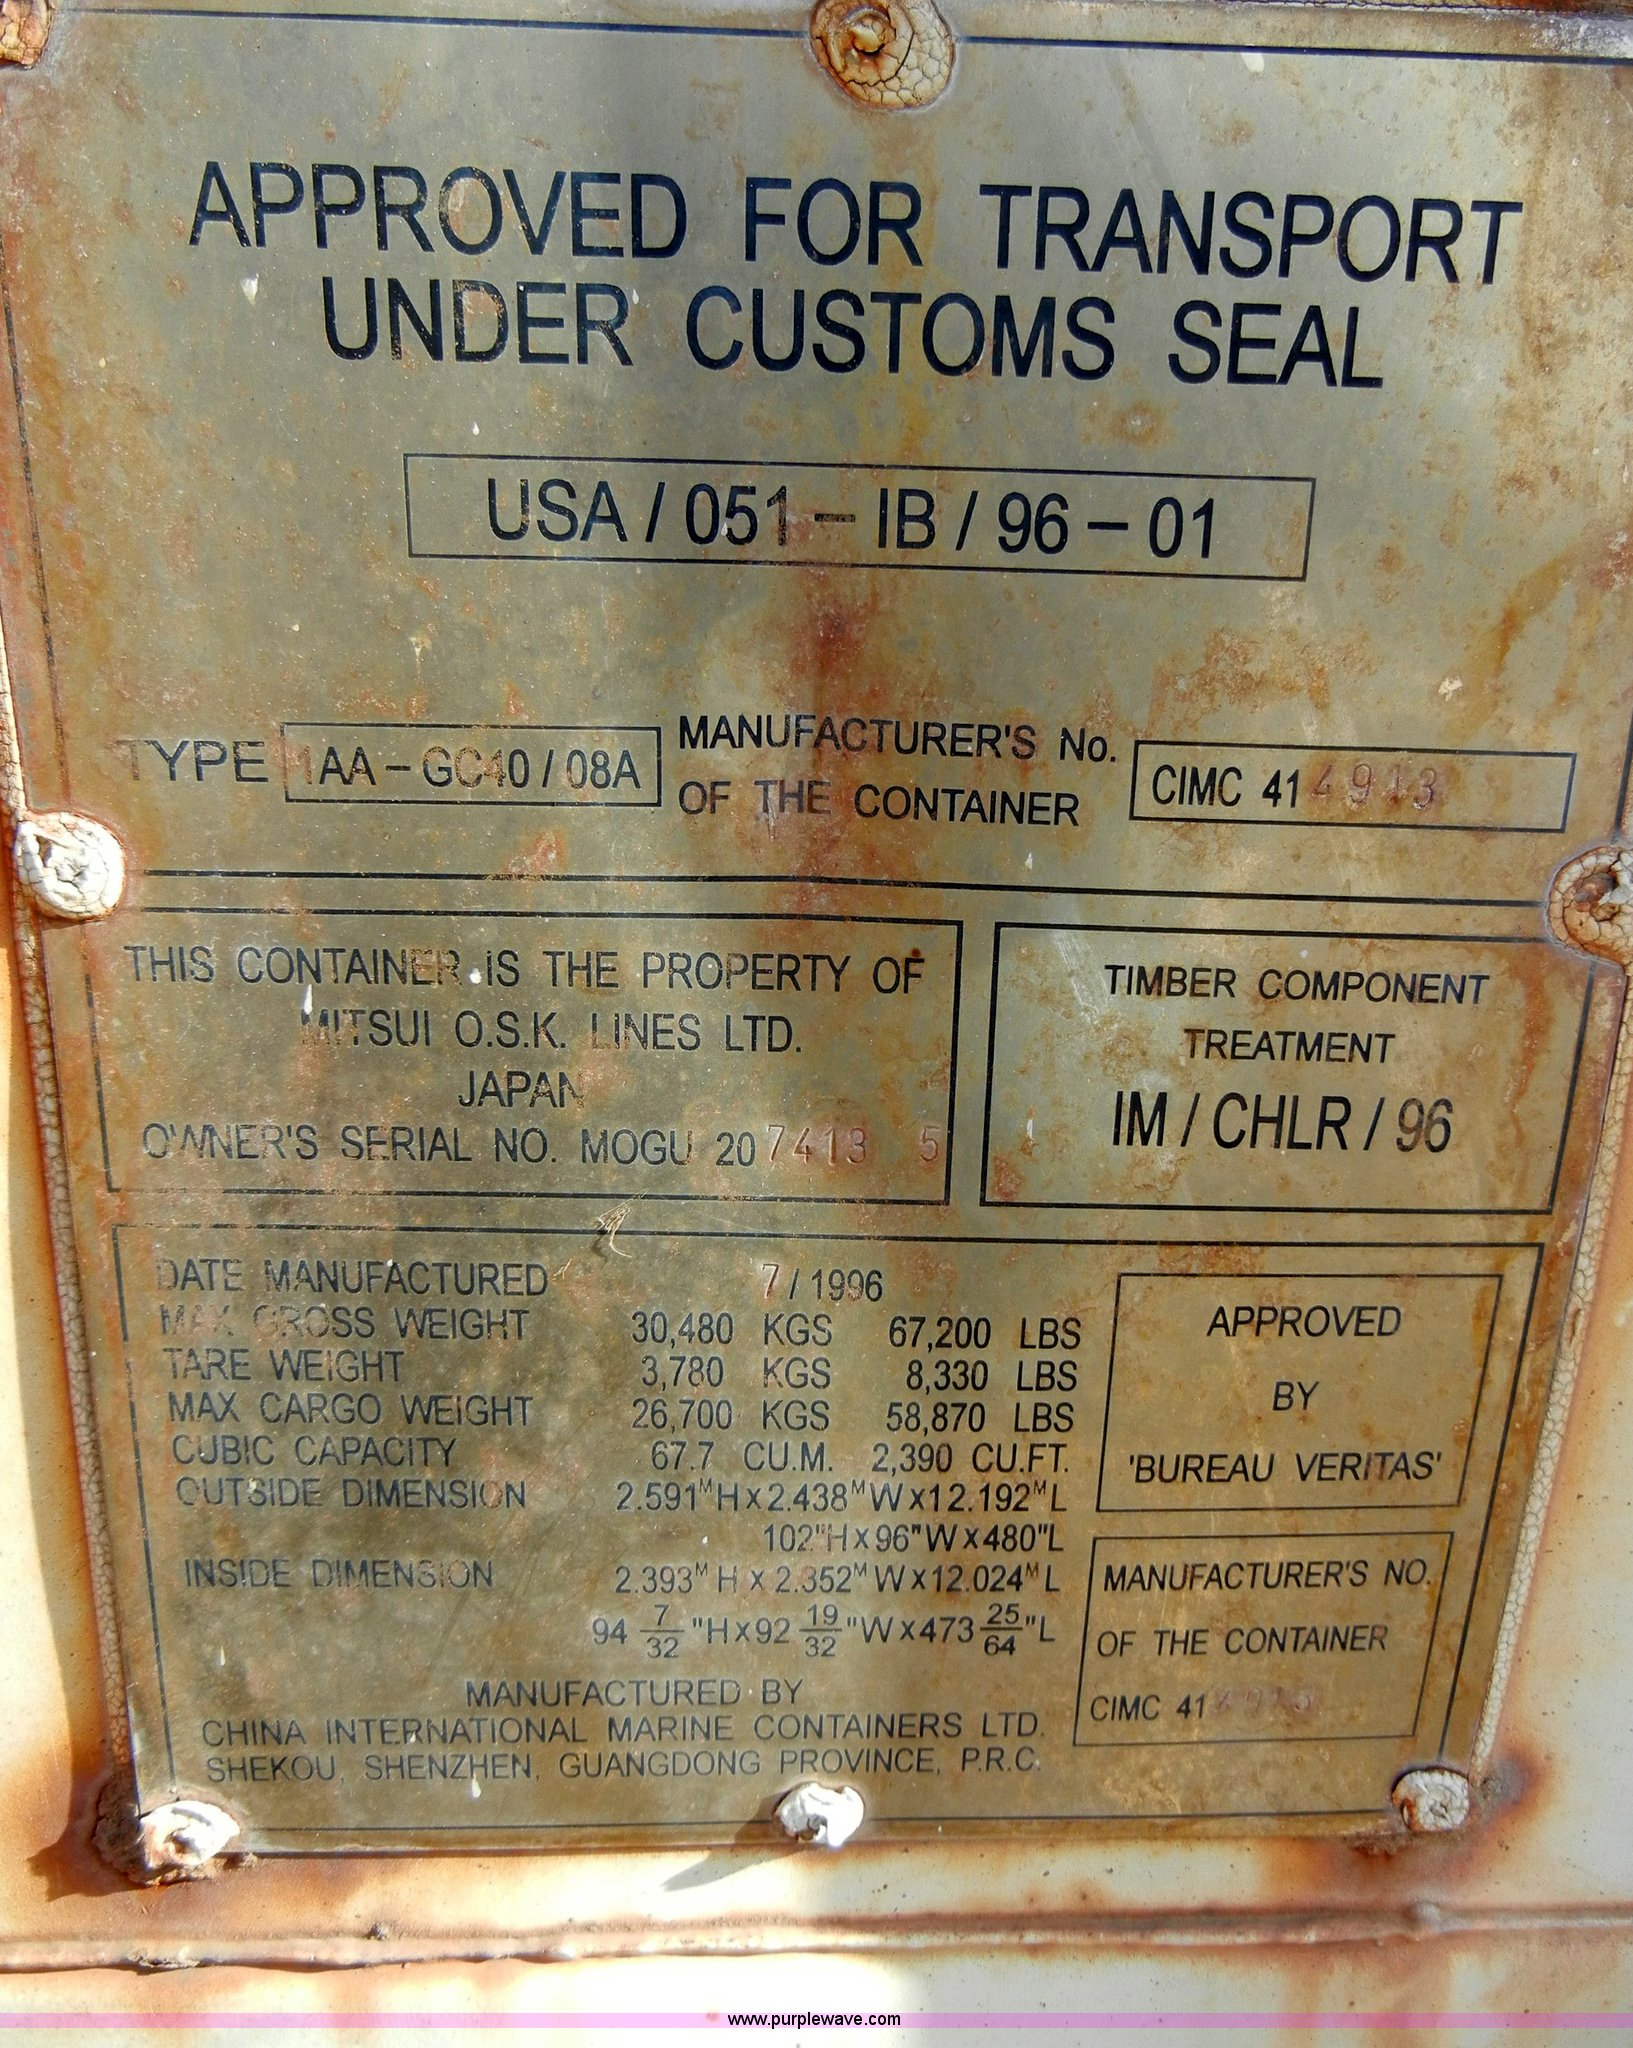 APPROVED FOR TRANSPORT
UNDER CUSTOMS SEAL
USA / 051 – IB / 96 – 01
TYPE 1AA – GC40 / 08A
MANUFACTURER'S No.
OF THE CONTAINER
CIMC 414913
THIS CONTAINER IS THE PROPERTY OF
MITSUI O.S.K. LINES LTD.
JAPAN
OWNER'S SERIAL NO. MOGU 207413 5
TIMBER COMPONENT
TREATMENT
IM / CHLR / 96
DATE MANUFACTURED 7 / 1996
MAX GROSS WEIGHT 30,480 KGS 67,200 LBS
TARE WEIGHT 3,780 KGS 8,330 LBS
MAX CARGO WEIGHT 26,700 KGS 58,870 LBS
CUBIC CAPACITY 67.7 CU.M. 2,390 CU.FT.
OUTSIDE DIMENSION 2.591ᴹH x 2.438ᴹW x 12.192ᴹL
102"H x 96"W x 480"L
INSIDE DIMENSION 2.393ᴹH x 2.352ᴹW x 12.024ᴹL
94 7/32 "H x 92 19/32 "W x 473 25/64 "L
MANUFACTURED BY
CHINA INTERNATIONAL MARINE CONTAINERS LTD.
SHEKOU, SHENZHEN, GUANGDONG PROVINCE, P.R.C.
APPROVED
BY
'BUREAU VERITAS'
MANUFACTURER'S NO.
OF THE CONTAINER
CIMC 41
www.purplewave.com